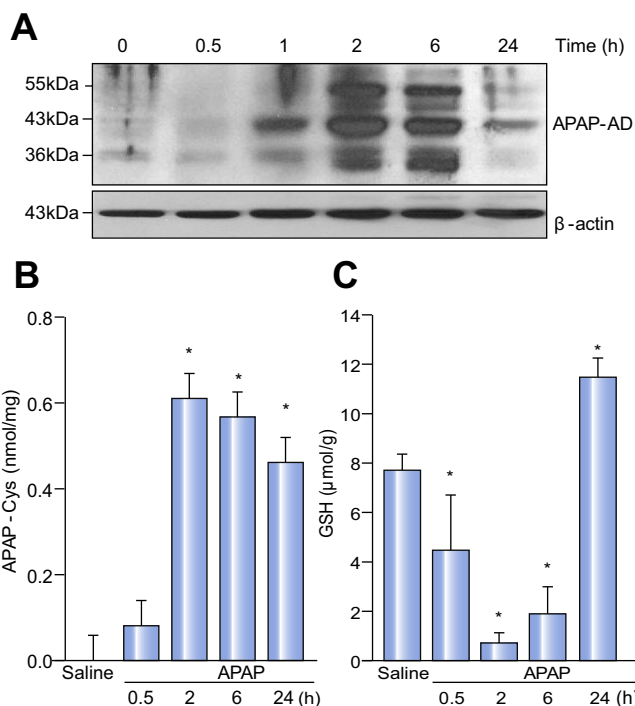 A
0 0.5 1 2 6 24 Time (h)
55kDa
43kDa APAP-AD
36kDa
43kDa β-actin
B
0.8
0.6
0.4
0.2
0.0
APAP-Cys (nmol/mg)
* * *
Saline APAP
0.5 2 6 24 (h)
C
14
12
10
8
6
4
2
0
GSH (μmol/g)
* * * *
Saline APAP
0.5 2 6 24 (h)